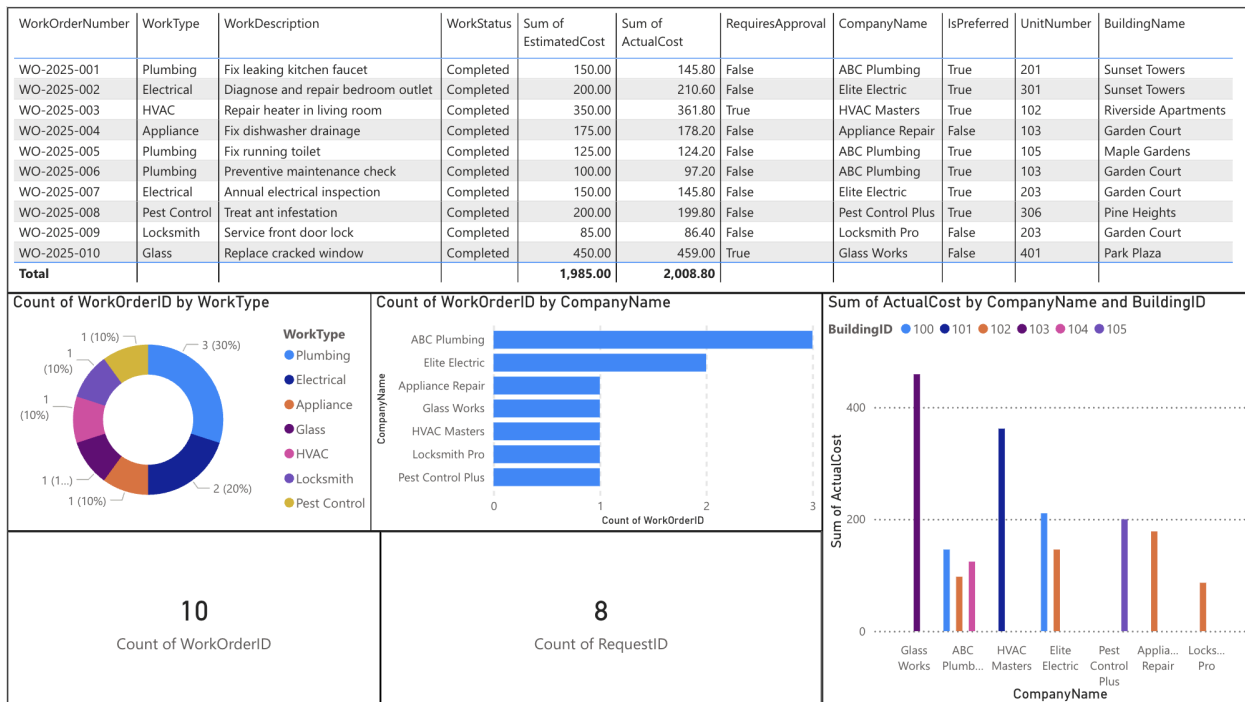 WorkOrderNumber WorkType WorkDescription WorkStatus Sum of EstimatedCost Sum of ActualCost RequiresApproval CompanyName IsPreferred UnitNumber BuildingName
WO-2025-001 Plumbing Fix leaking kitchen faucet Completed 150.00 145.80 False ABC Plumbing True 201 Sunset Towers
WO-2025-002 Electrical Diagnose and repair bedroom outlet Completed 200.00 210.60 False Elite Electric True 301 Sunset Towers
WO-2025-003 HVAC Repair heater in living room Completed 350.00 361.80 True HVAC Masters True 102 Riverside Apartments
WO-2025-004 Appliance Fix dishwasher drainage Completed 175.00 178.20 False Appliance Repair False 103 Garden Court
WO-2025-005 Plumbing Fix running toilet Completed 125.00 124.20 False ABC Plumbing True 105 Maple Gardens
WO-2025-006 Plumbing Preventive maintenance check Completed 100.00 97.20 False ABC Plumbing True 103 Garden Court
WO-2025-007 Electrical Annual electrical inspection Completed 150.00 145.80 False Elite Electric True 203 Garden Court
WO-2025-008 Pest Control Treat ant infestation Completed 200.00 199.80 False Pest Control Plus True 306 Pine Heights
WO-2025-009 Locksmith Service front door lock Completed 85.00 86.40 False Locksmith Pro False 203 Garden Court
WO-2025-010 Glass Replace cracked window Completed 450.00 459.00 True Glass Works False 401 Park Plaza
Total 1,985.00 2,008.80
Count of WorkOrderID by WorkType
1 (10%)
3 (30%)
1
(10%)
1
(10%)
1 (1...)
1 (10%)
2 (20%)
WorkType
Plumbing
Electrical
Appliance
Glass
HVAC
Locksmith
Pest Control
Count of WorkOrderID by CompanyName
CompanyName
ABC Plumbing
Elite Electric
Appliance Repair
Glass Works
HVAC Masters
Locksmith Pro
Pest Control Plus
0 1 2 3
Count of WorkOrderID
Sum of ActualCost by CompanyName and BuildingID
BuildingID 100 101 102 103 104 105
Sum of ActualCost
400
200
0
Glass Works
ABC Plumb...
HVAC Masters
Elite Electric
Pest Control Plus
Applia... Repair
Locks... Pro
CompanyName
10
Count of WorkOrderID
8
Count of RequestID